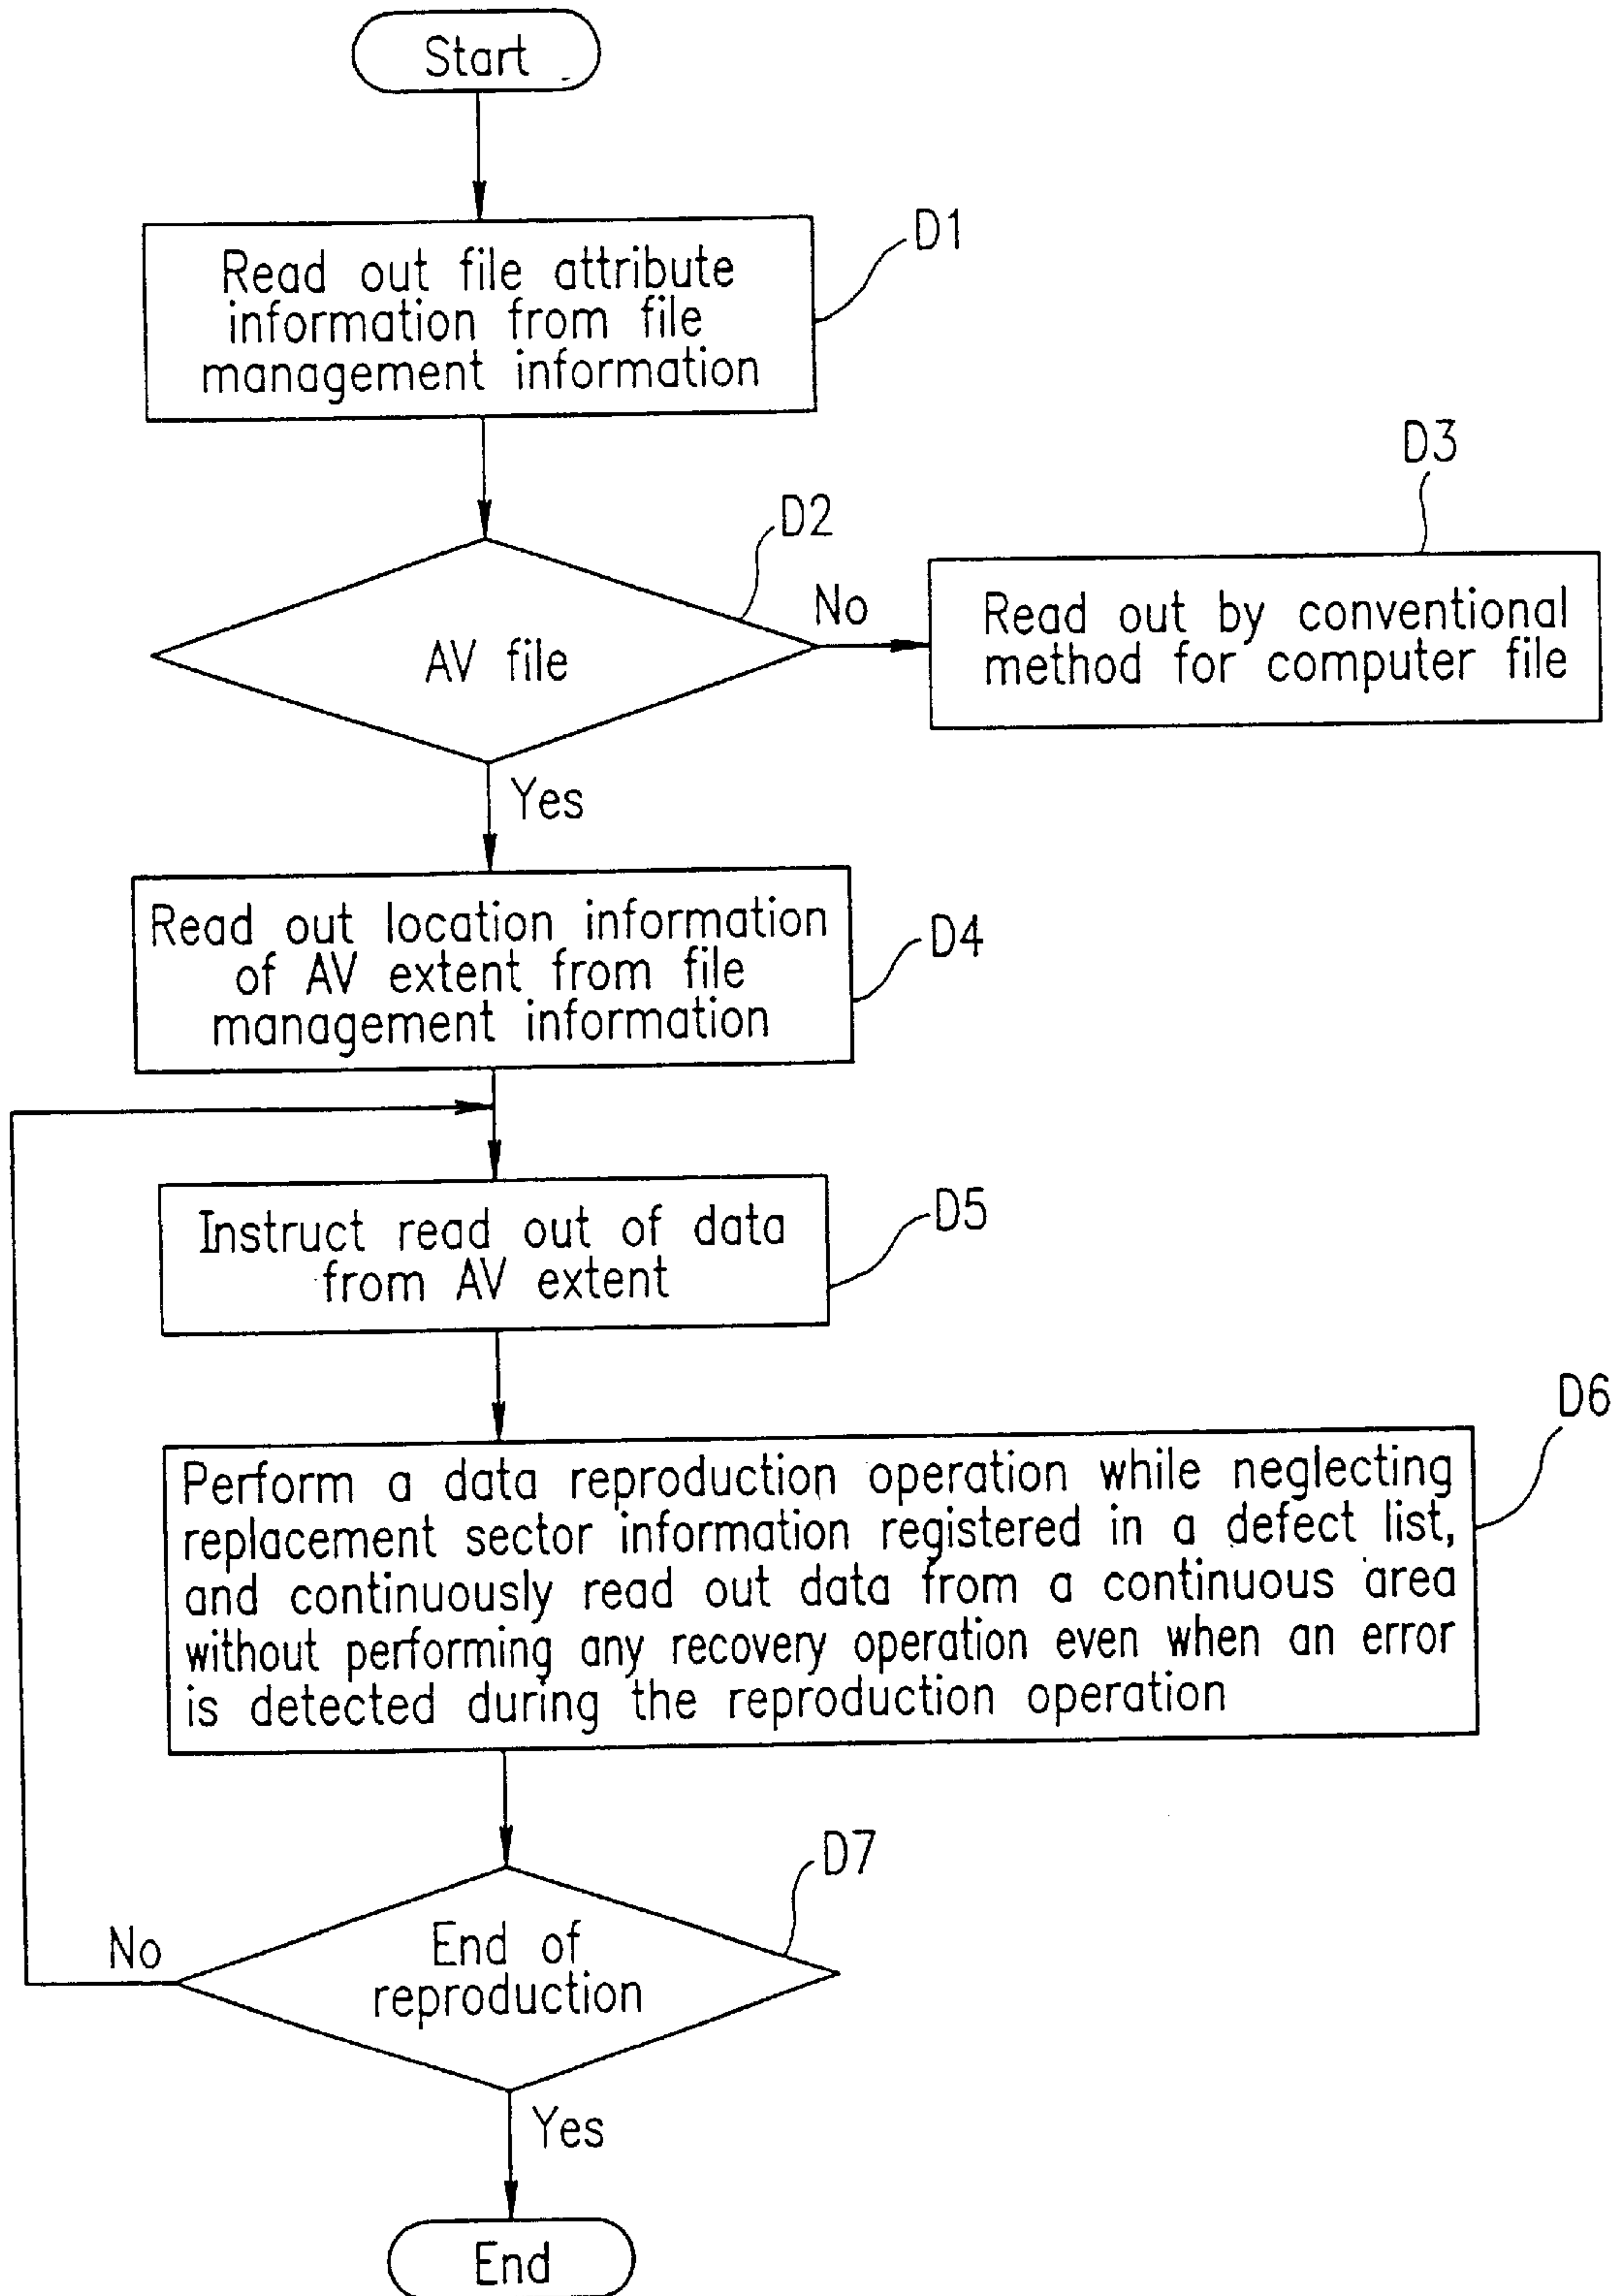 Start
D1
Read out file attribute
information from file
management information
D2
AV file
No
D3
Read out by conventional
method for computer file
Yes
D4
Read out location information
of AV extent from file
management information
D5
Instruct read out of data
from AV extent
D6
Perform a data reproduction operation while neglecting
replacement sector information registered in a defect list,
and continuously read out data from a continuous area
without performing any recovery operation even when an error
is detected during the reproduction operation
D7
End of
reproduction
No
Yes
End